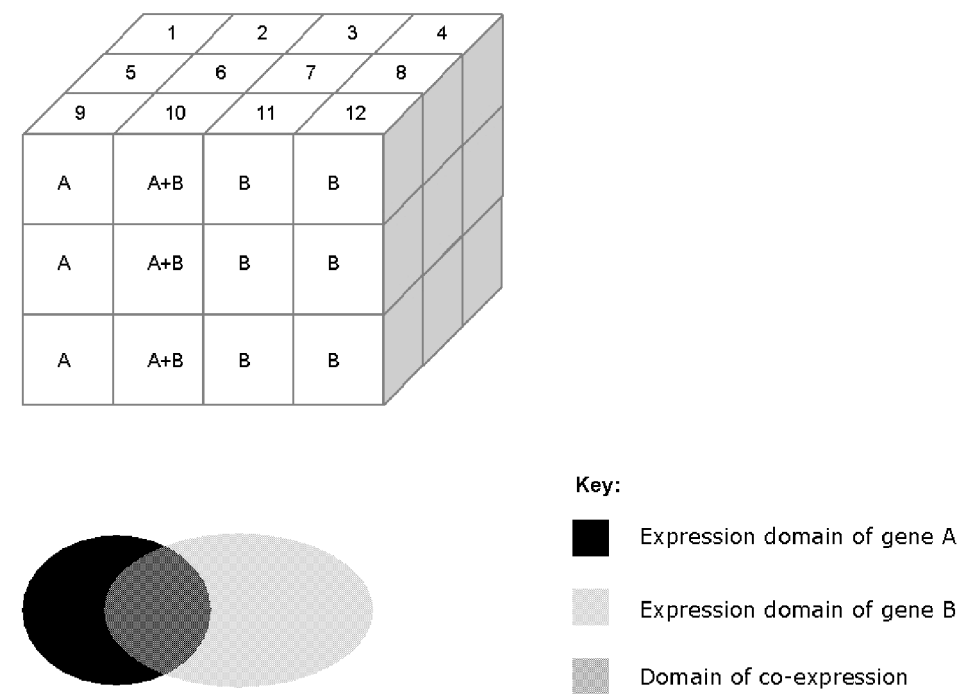 1 2 3 4
5 6 7 8
9 10 11 12
A A+B B B
A A+B B B
A A+B B B
Key:
Expression domain of gene A
Expression domain of gene B
Domain of co-expression